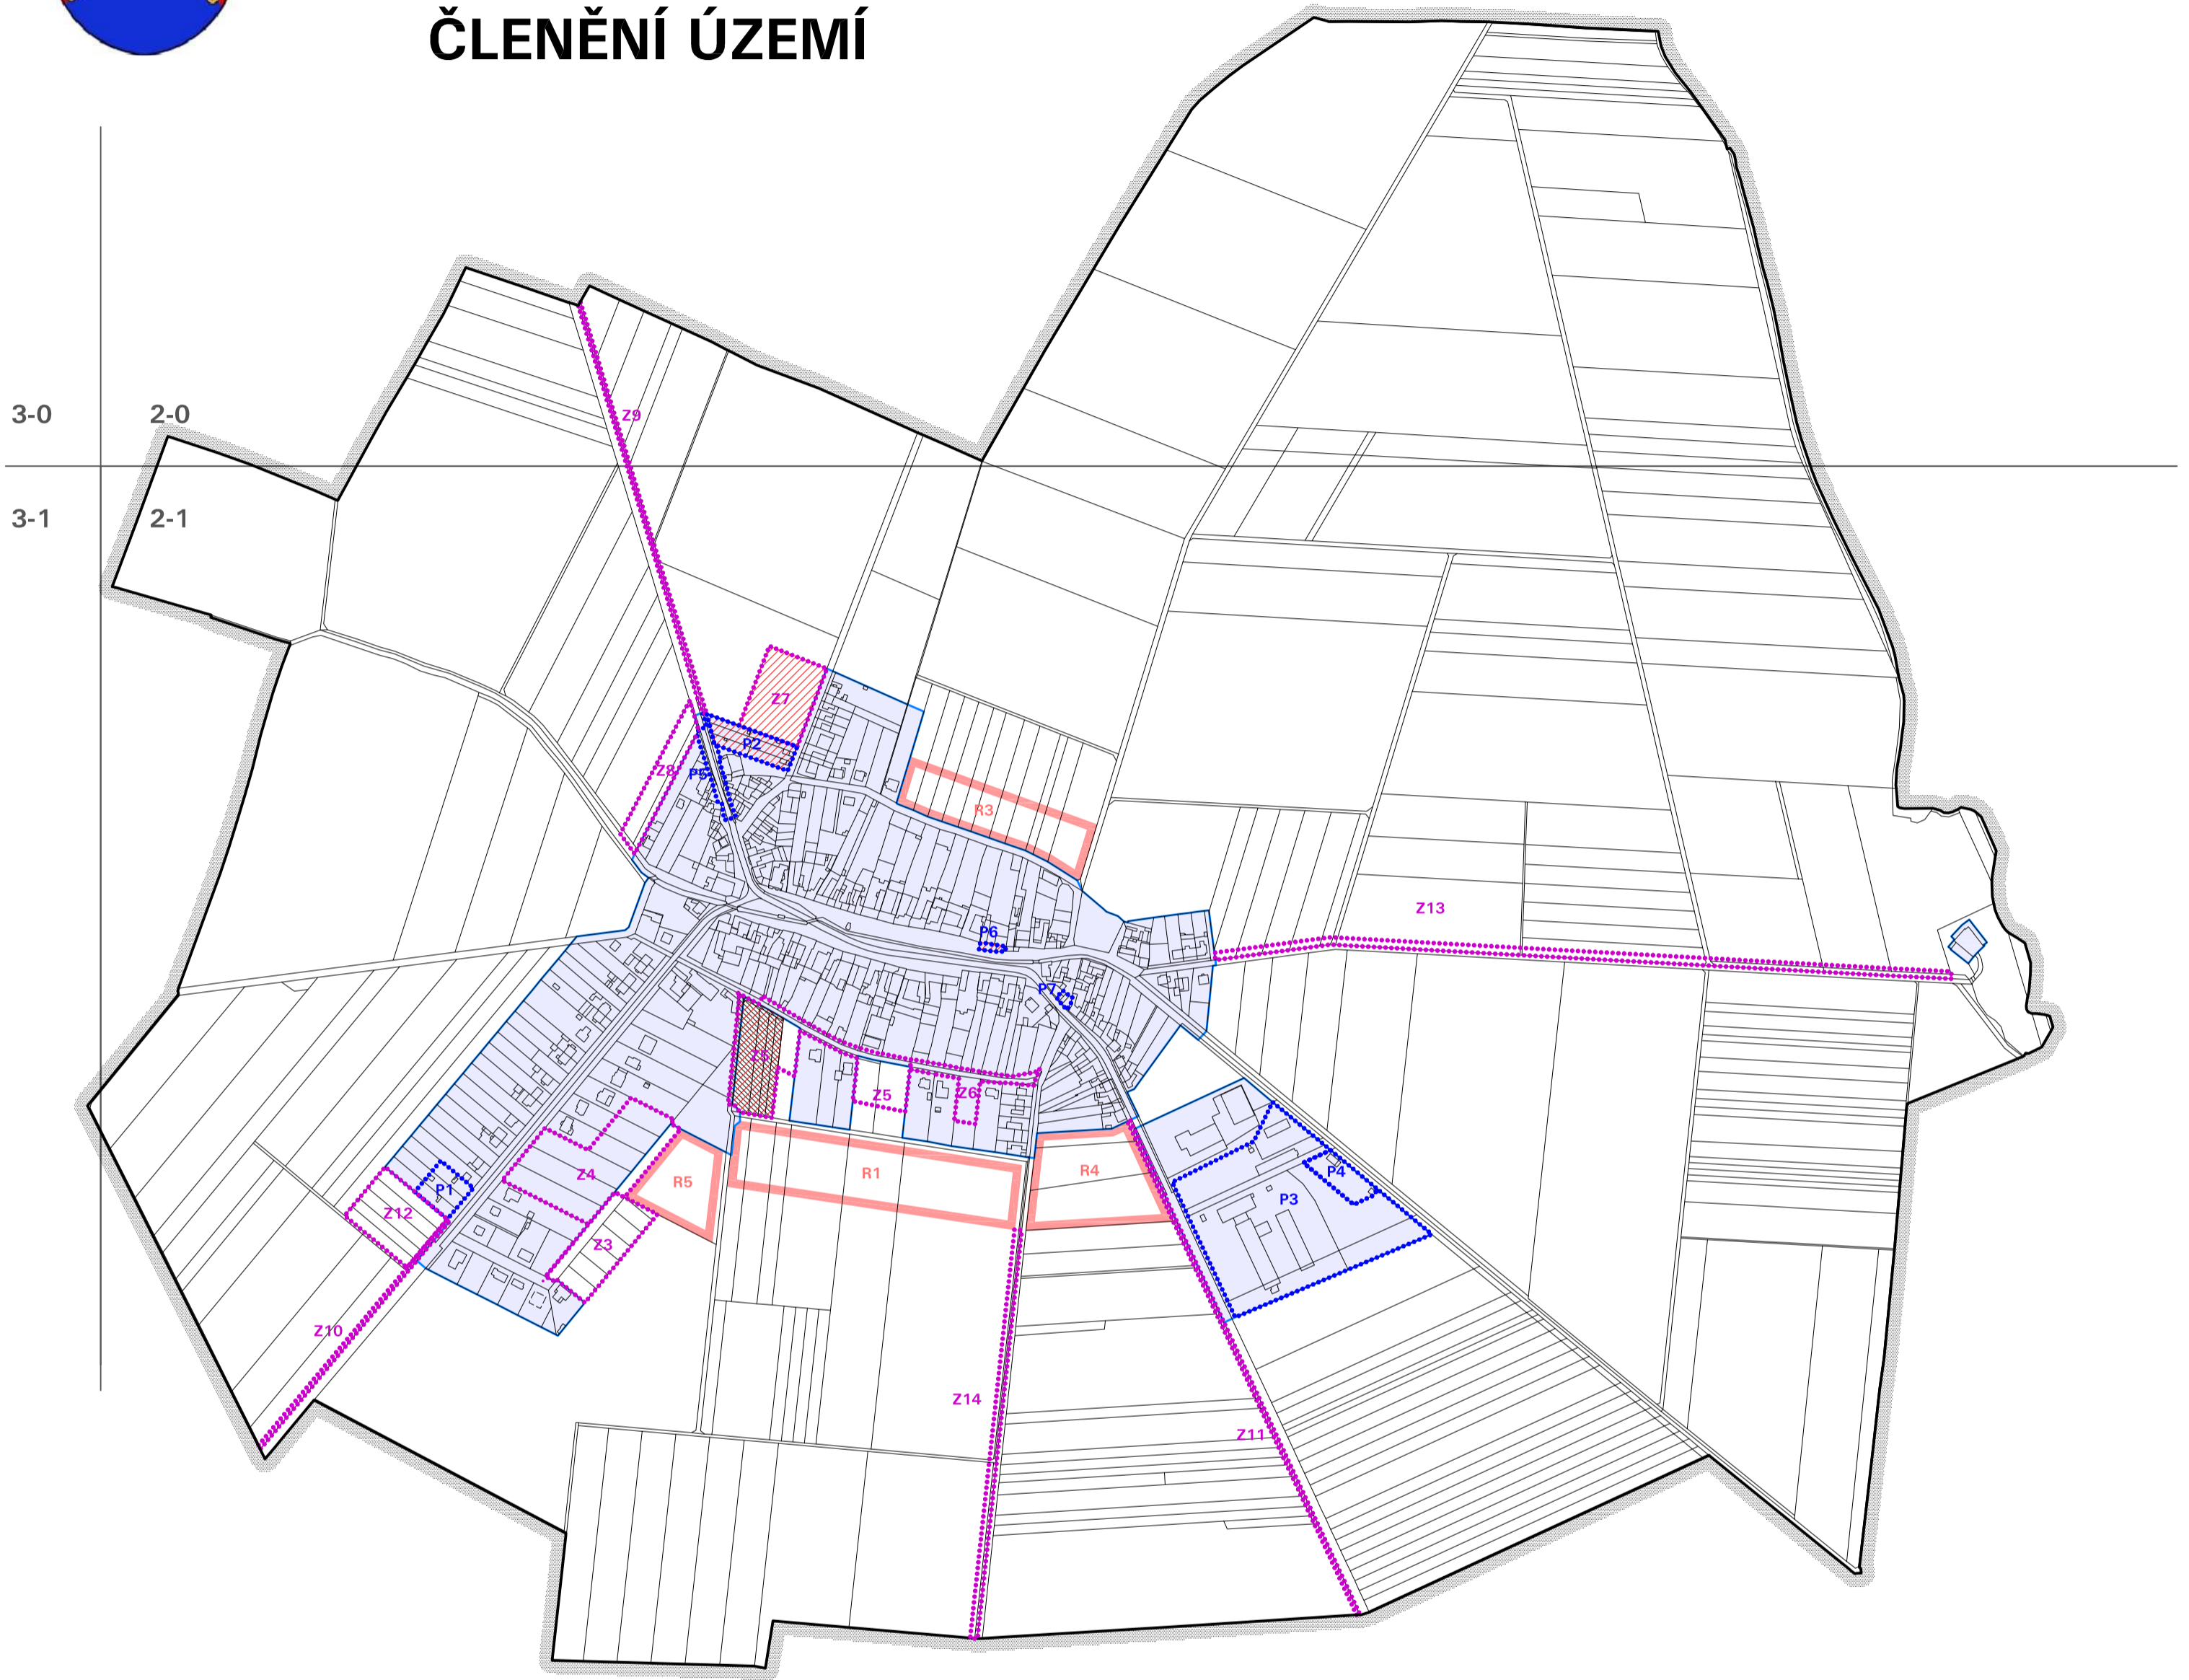 ČLENĚNÍ ÚZEMÍ
3-0
2-0
Z9
3-1
2-1
Z7
P2
Z8
P5
R3
Z13
P6
P7
Z5
Z5
Z6
Z4
R5
R1
R4
P4
P1
P3
Z12
Z3
Z10
Z14
Z11